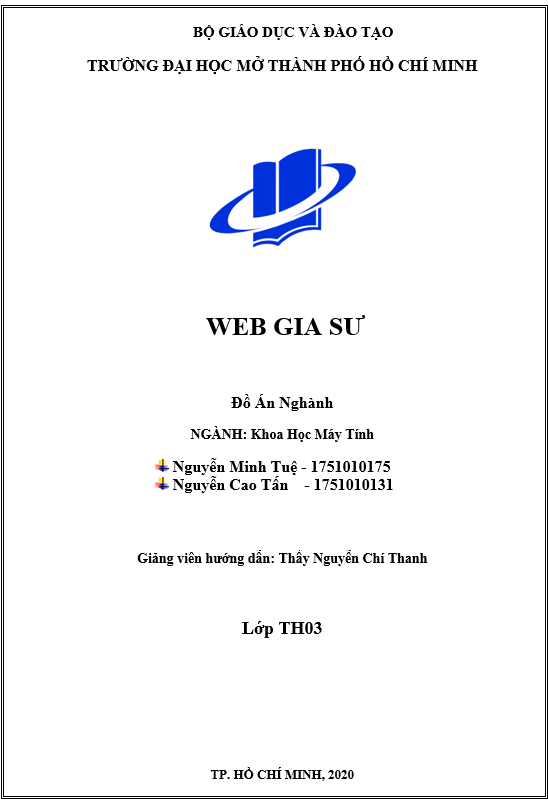 BỘ GIÁO DỤC VÀ ĐÀO TẠO
TRƯỜNG ĐẠI HỌC MỞ THÀNH PHỐ HỒ CHÍ MINH
WEB GIA SƯ
Đồ Án Nghành
NGÀNH: Khoa Học Máy Tính
Nguyễn Minh Tuệ - 1751010175
Nguyễn Cao Tấn - 1751010131
Giảng viên hướng dẫn: Thầy Nguyễn Chí Thanh
Lớp TH03
TP. HỒ CHÍ MINH, 2020